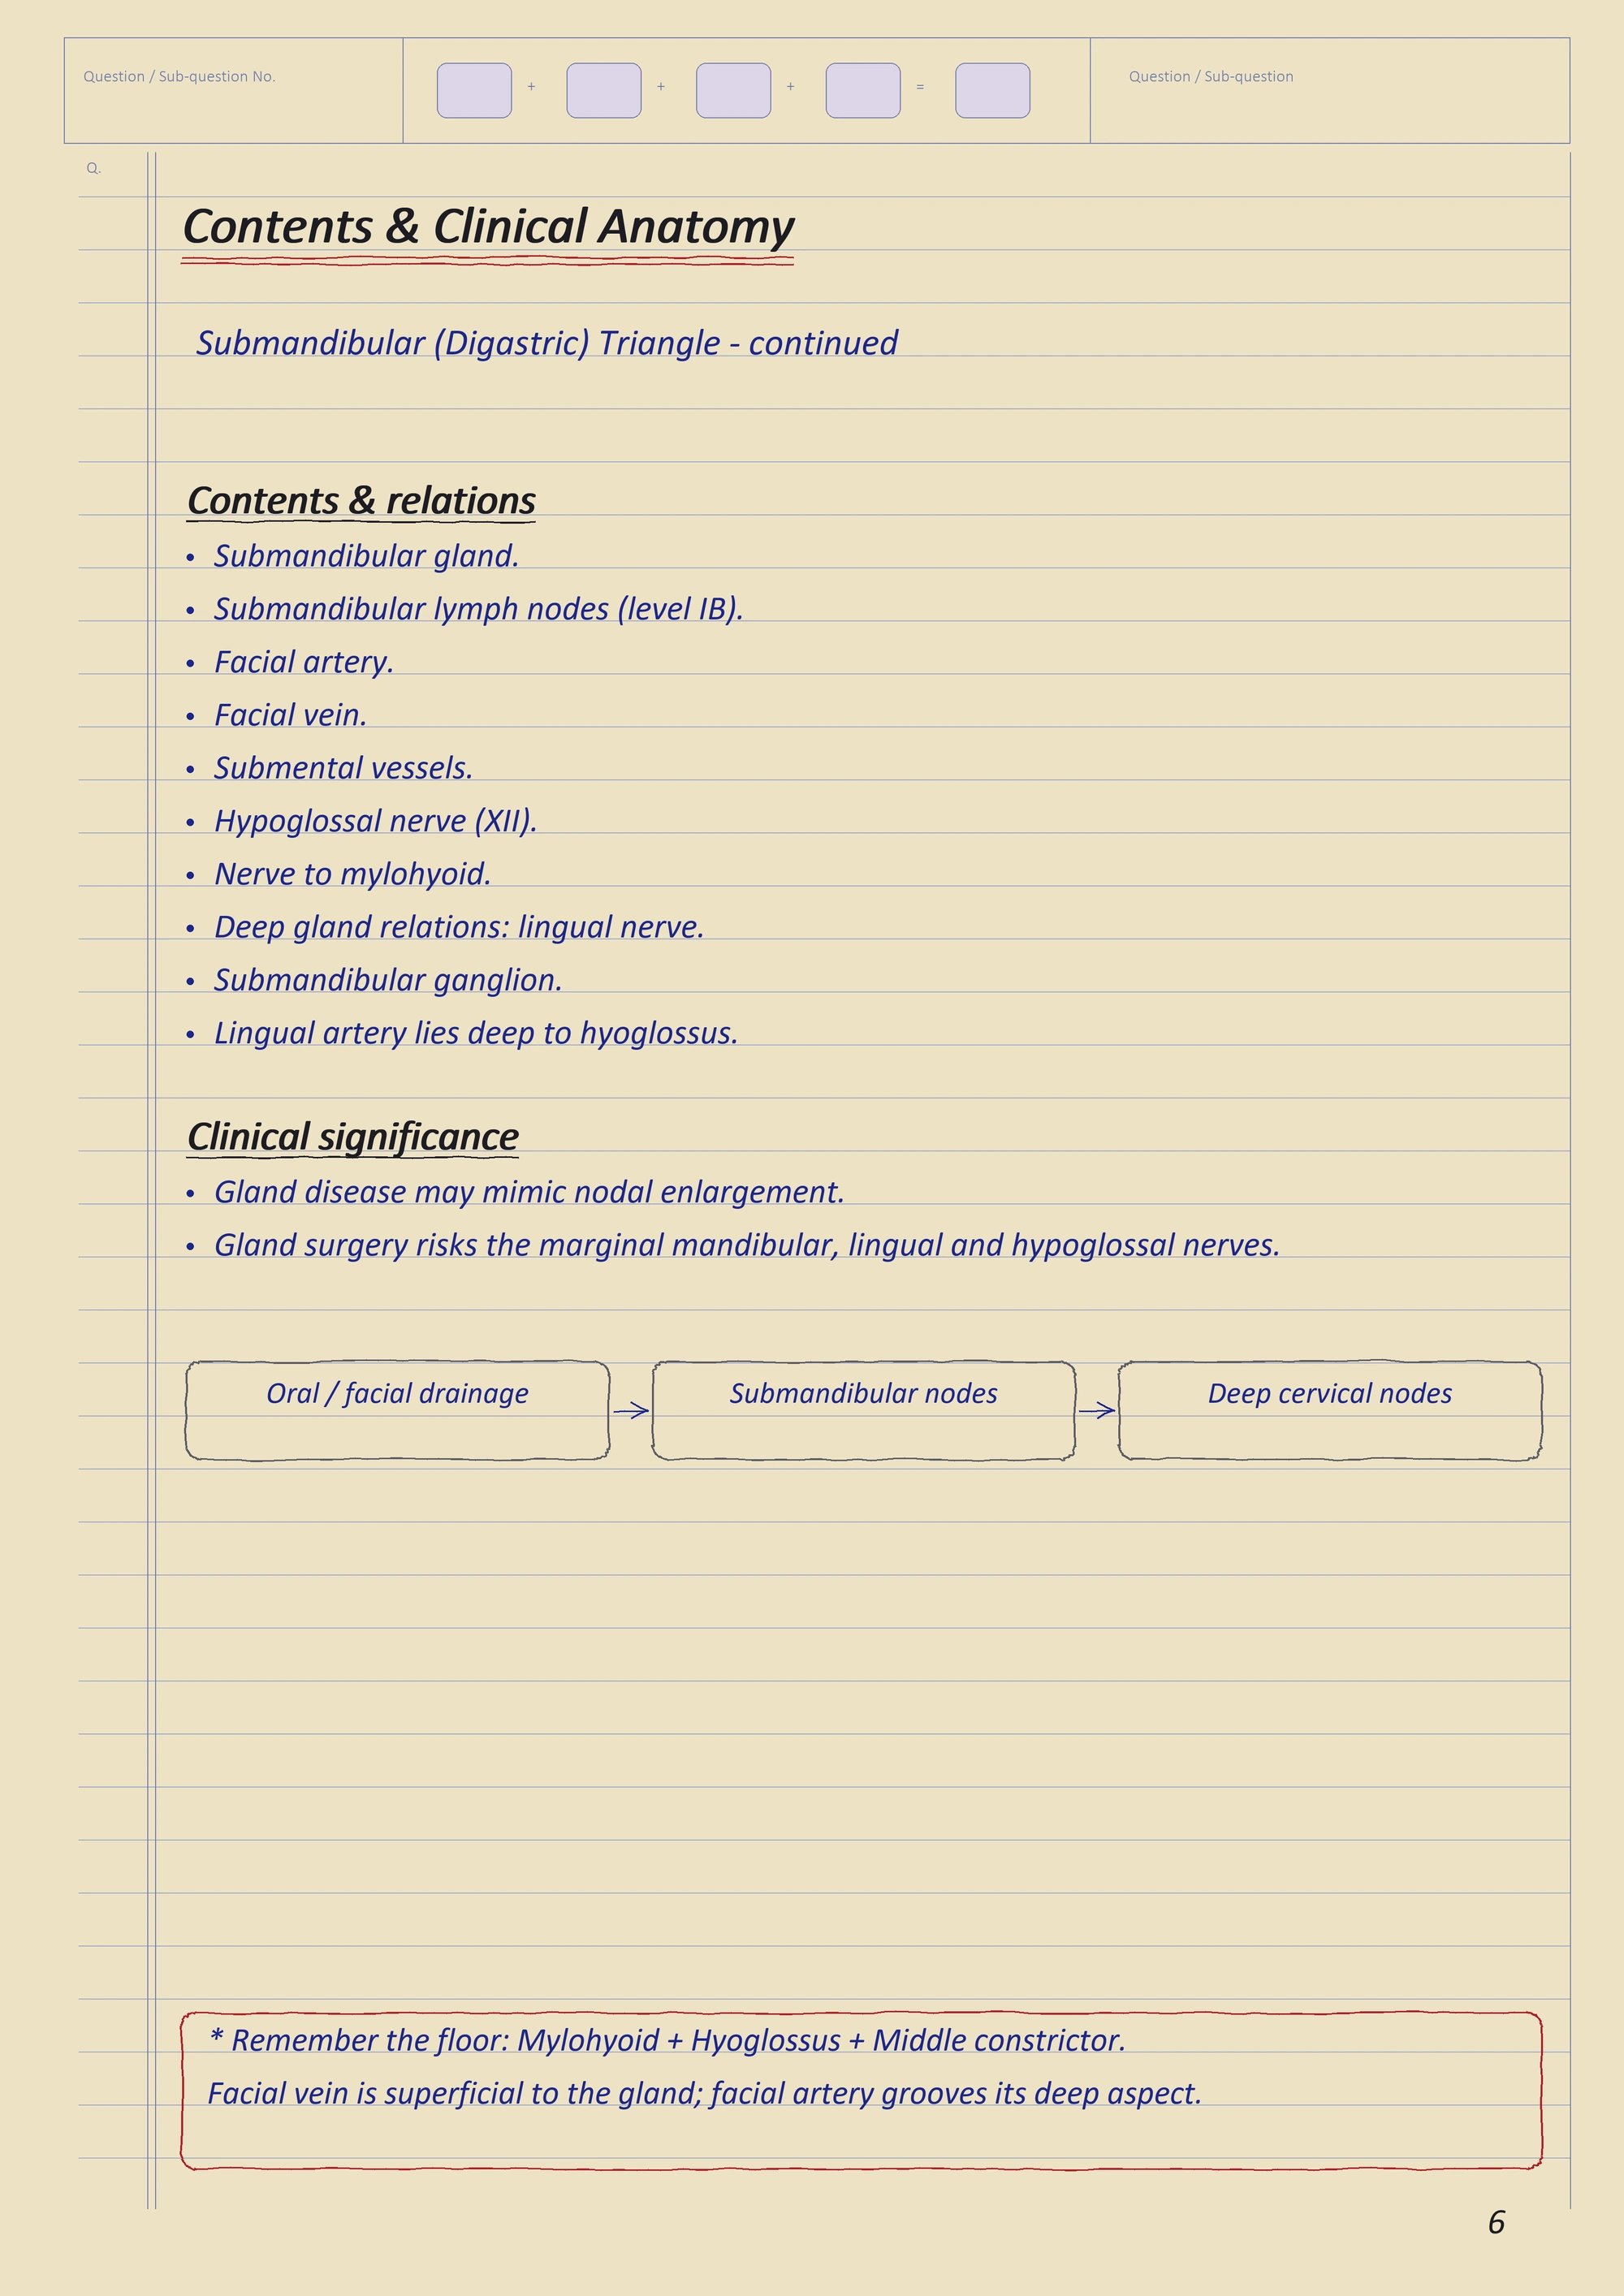 Question / Sub-question No.
+ + + =
Question / Sub-question
Q.
Contents & Clinical Anatomy
Submandibular (Digastric) Triangle - continued
Contents & relations
• Submandibular gland.
• Submandibular lymph nodes (level IB).
• Facial artery.
• Facial vein.
• Submental vessels.
• Hypoglossal nerve (XII).
• Nerve to mylohyoid.
• Deep gland relations: lingual nerve.
• Submandibular ganglion.
• Lingual artery lies deep to hyoglossus.
Clinical significance
• Gland disease may mimic nodal enlargement.
• Gland surgery risks the marginal mandibular, lingual and hypoglossal nerves.
Oral / facial drainage
Submandibular nodes
Deep cervical nodes
* Remember the floor: Mylohyoid + Hyoglossus + Middle constrictor.
Facial vein is superficial to the gland; facial artery grooves its deep aspect.
6